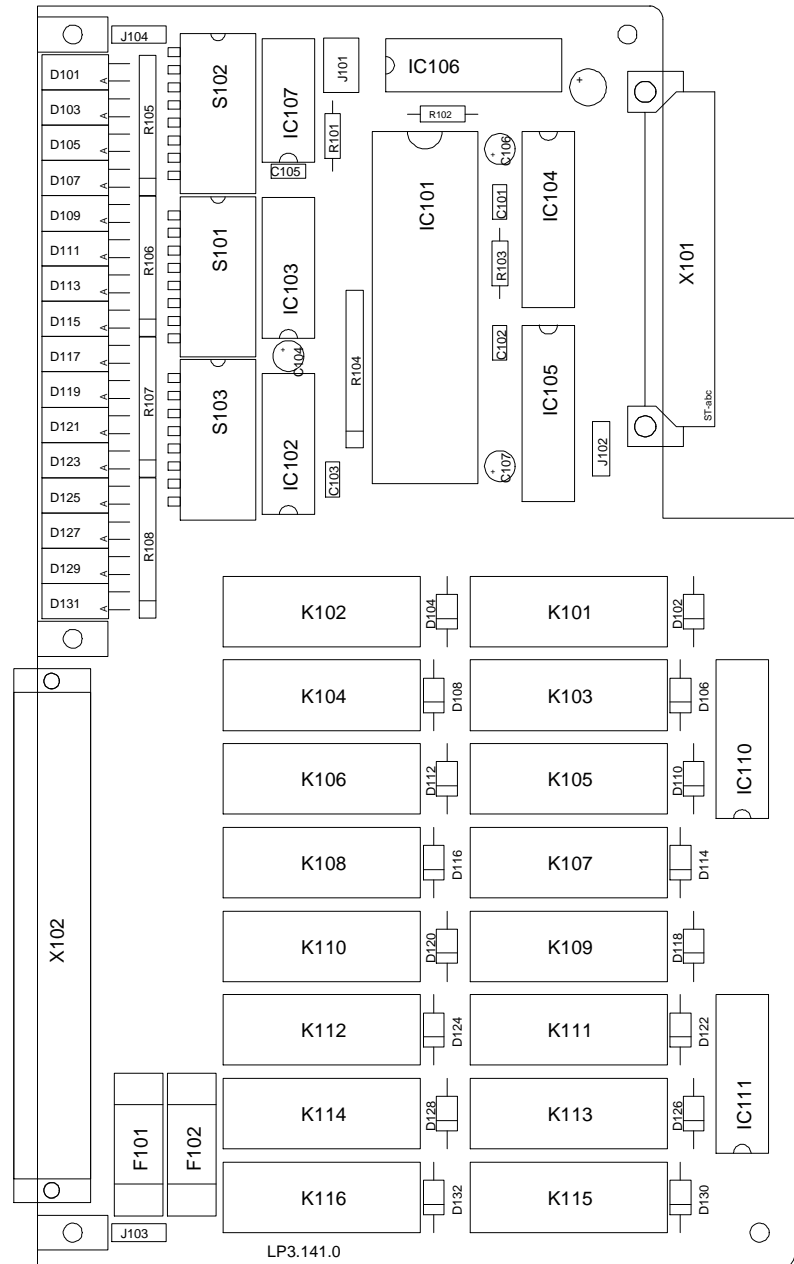 J104
D101
A
D103
A
D105
A
D107
A
D109
A
D111
A
D113
A
D115
A
D117
A
D119
A
D121
A
D123
A
D125
A
D127
A
D129
A
D131
A
R105
R106
R107
R108
S102
S101
S103
IC107
C105
IC103
+
C104
IC102
C103
J101
R101
R104
IC106
R102
IC101
+
+
C106
C101
R103
C102
+
C107
IC104
IC105
J102
X101
ST-abc
K102
D104
K101
D102
K104
D108
K103
D106
K106
D112
K105
D110
IC110
K108
D116
K107
D114
K110
D120
K109
D118
K112
D124
K111
D122
IC111
K114
D128
K113
D126
K116
D132
K115
D130
X102
F101
F102
J103
LP3.141.0